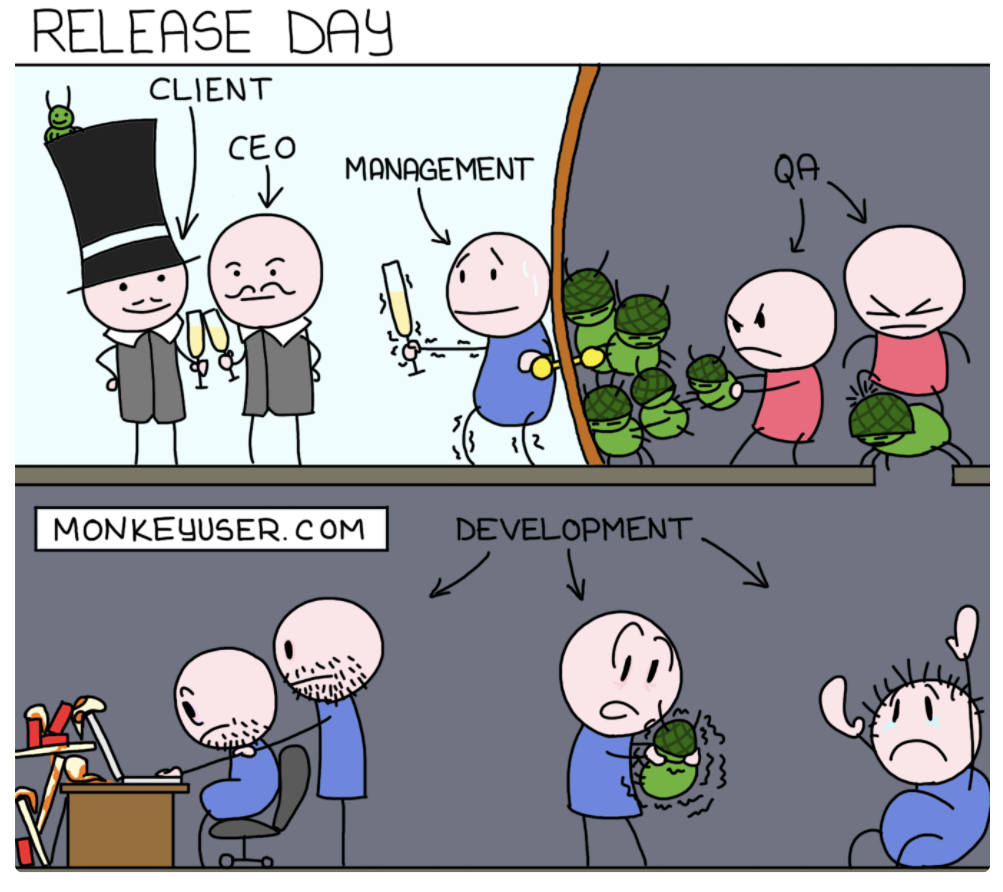 RELEASE DAY
CLIENT
CEO
MANAGEMENT
QA
MONKEYUSER.COM
DEVELOPMENT